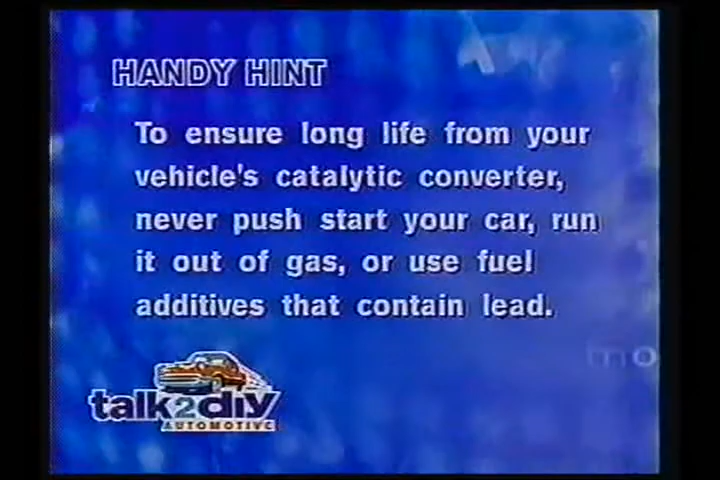 HANDY HINT
To ensure long life from your
vehicle's catalytic converter,
never push start your car, run
it out of gas, or use fuel
additives that contain lead.
mo
talk2diy
AUTOMOTIVE